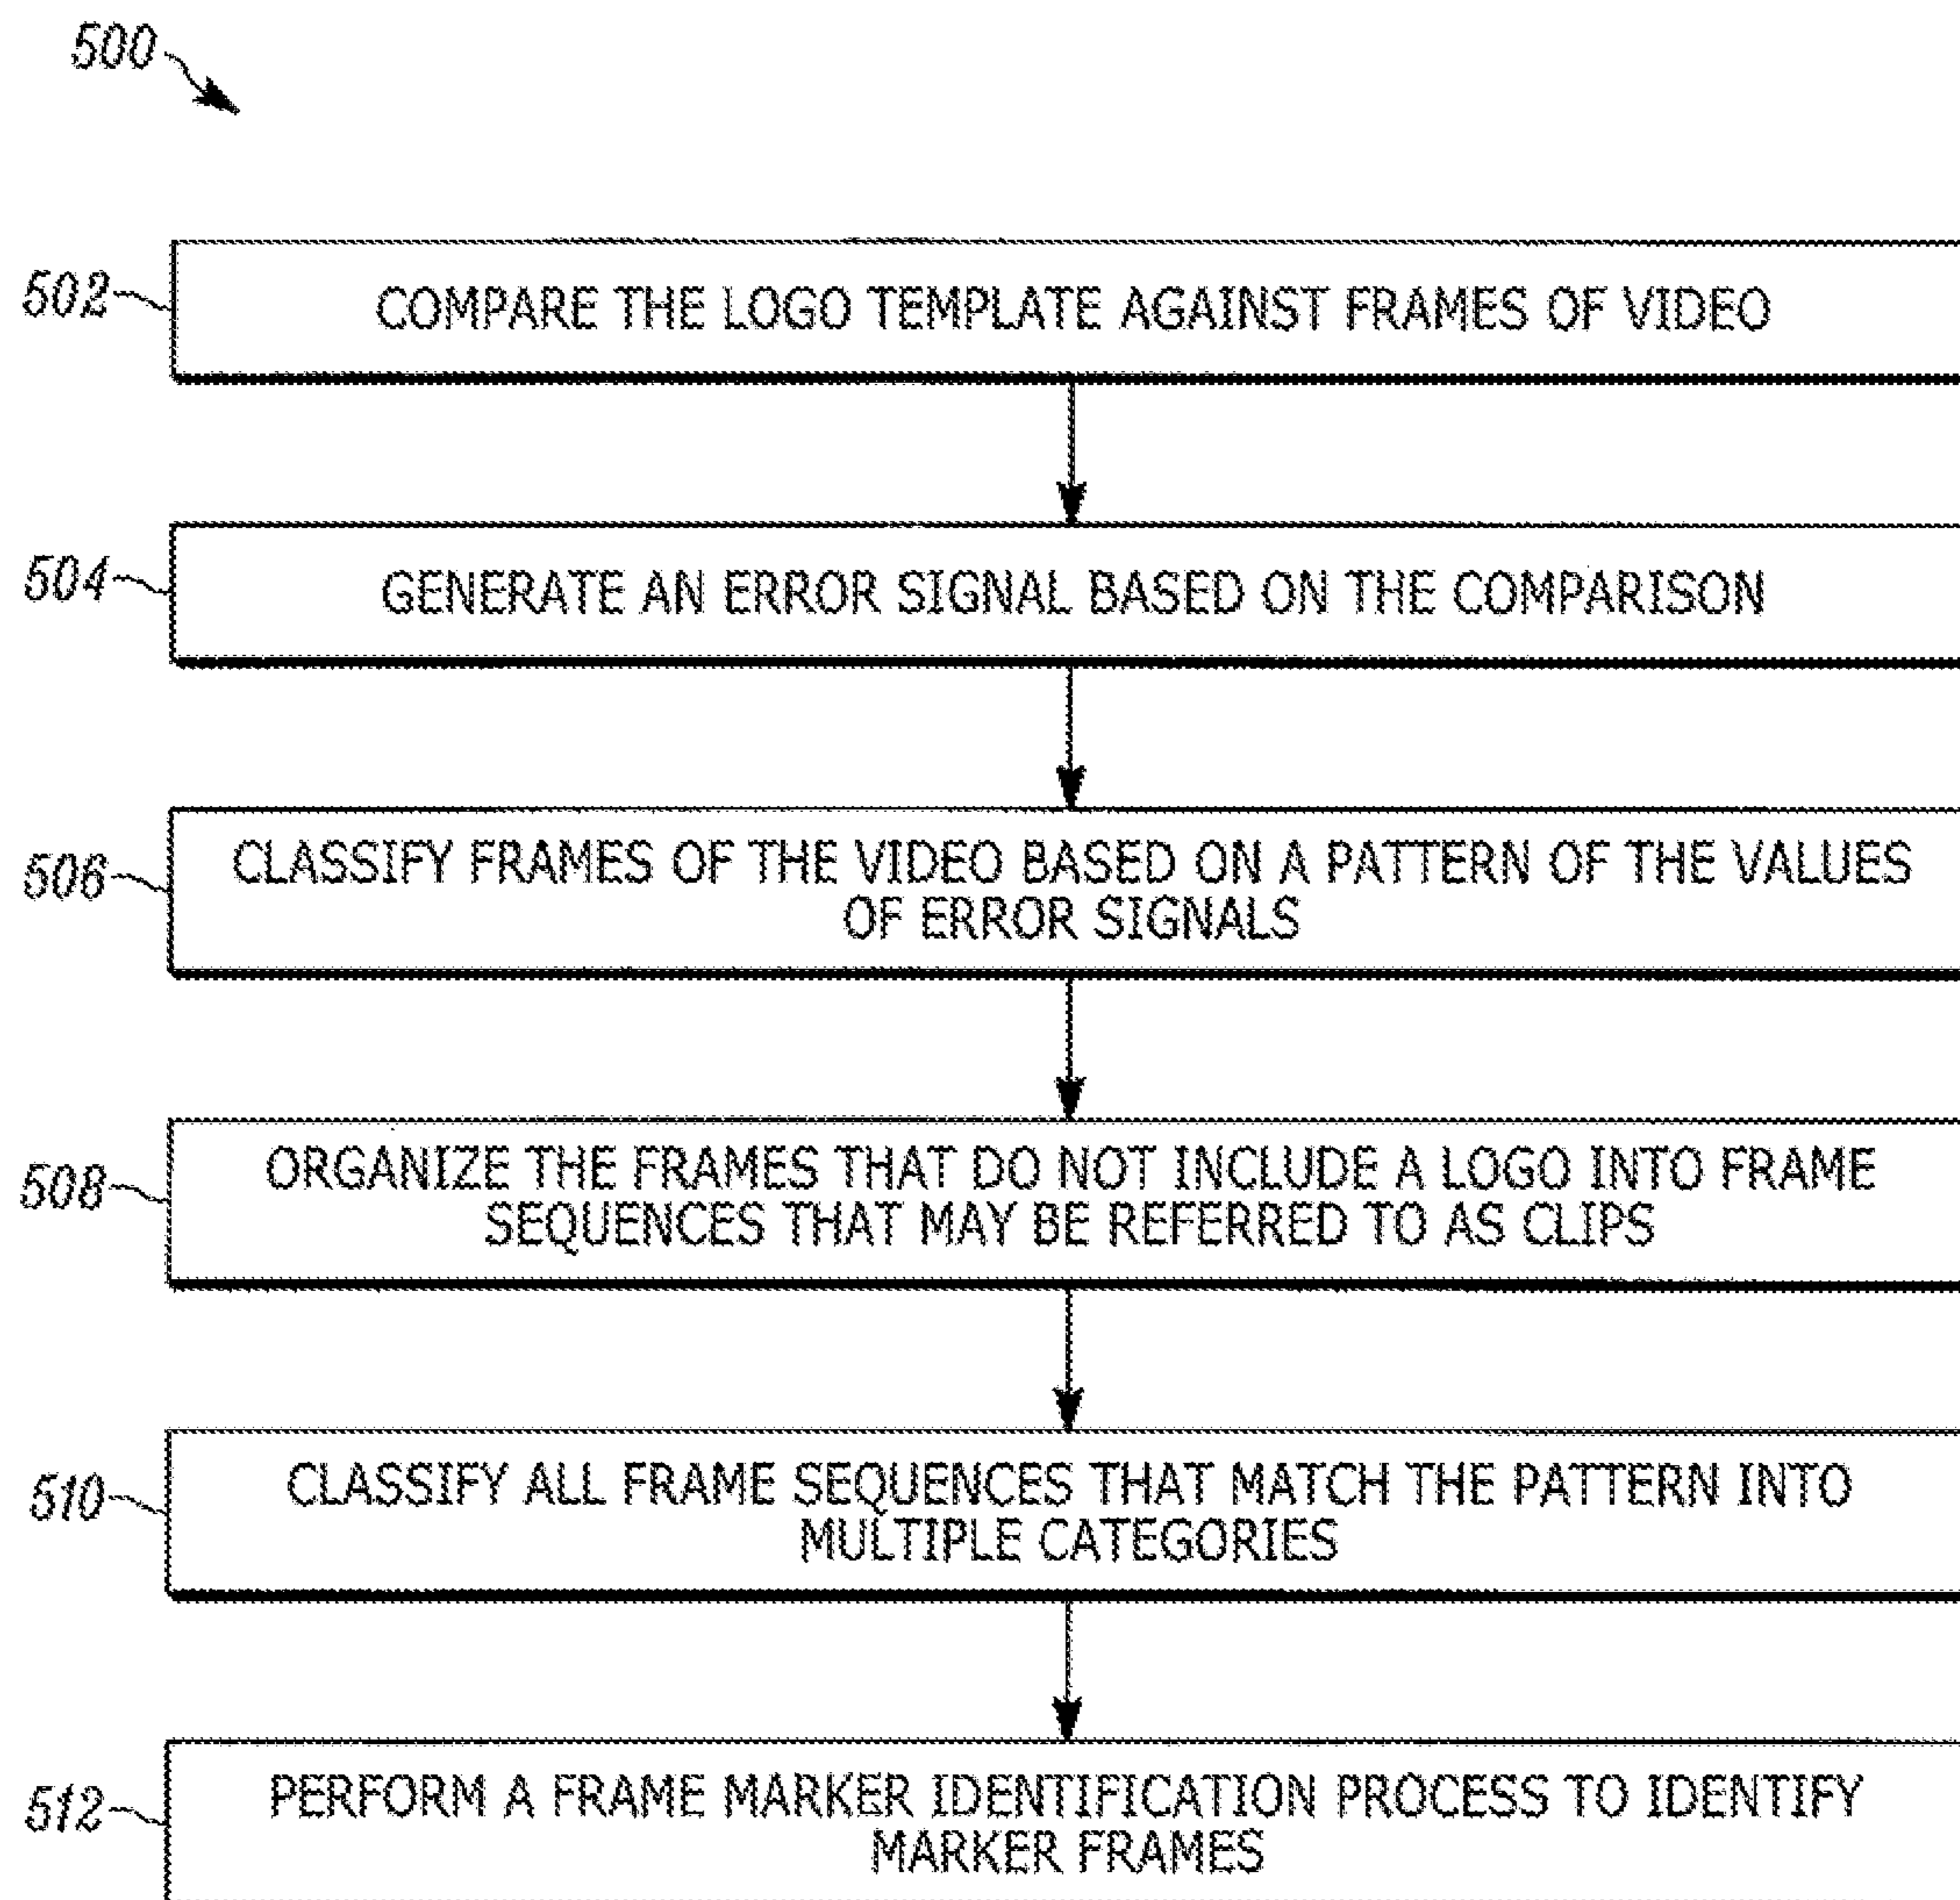 500
502
COMPARE THE LOGO TEMPLATE AGAINST FRAMES OF VIDEO
504
GENERATE AN ERROR SIGNAL BASED ON THE COMPARISON
506
CLASSIFY FRAMES OF THE VIDEO BASED ON A PATTERN OF THE VALUES
OF ERROR SIGNALS
508
ORGANIZE THE FRAMES THAT DO NOT INCLUDE A LOGO INTO FRAME
SEQUENCES THAT MAY BE REFERRED TO AS CLIPS
510
CLASSIFY ALL FRAME SEQUENCES THAT MATCH THE PATTERN INTO
MULTIPLE CATEGORIES
512
PERFORM A FRAME MARKER IDENTIFICATION PROCESS TO IDENTIFY
MARKER FRAMES